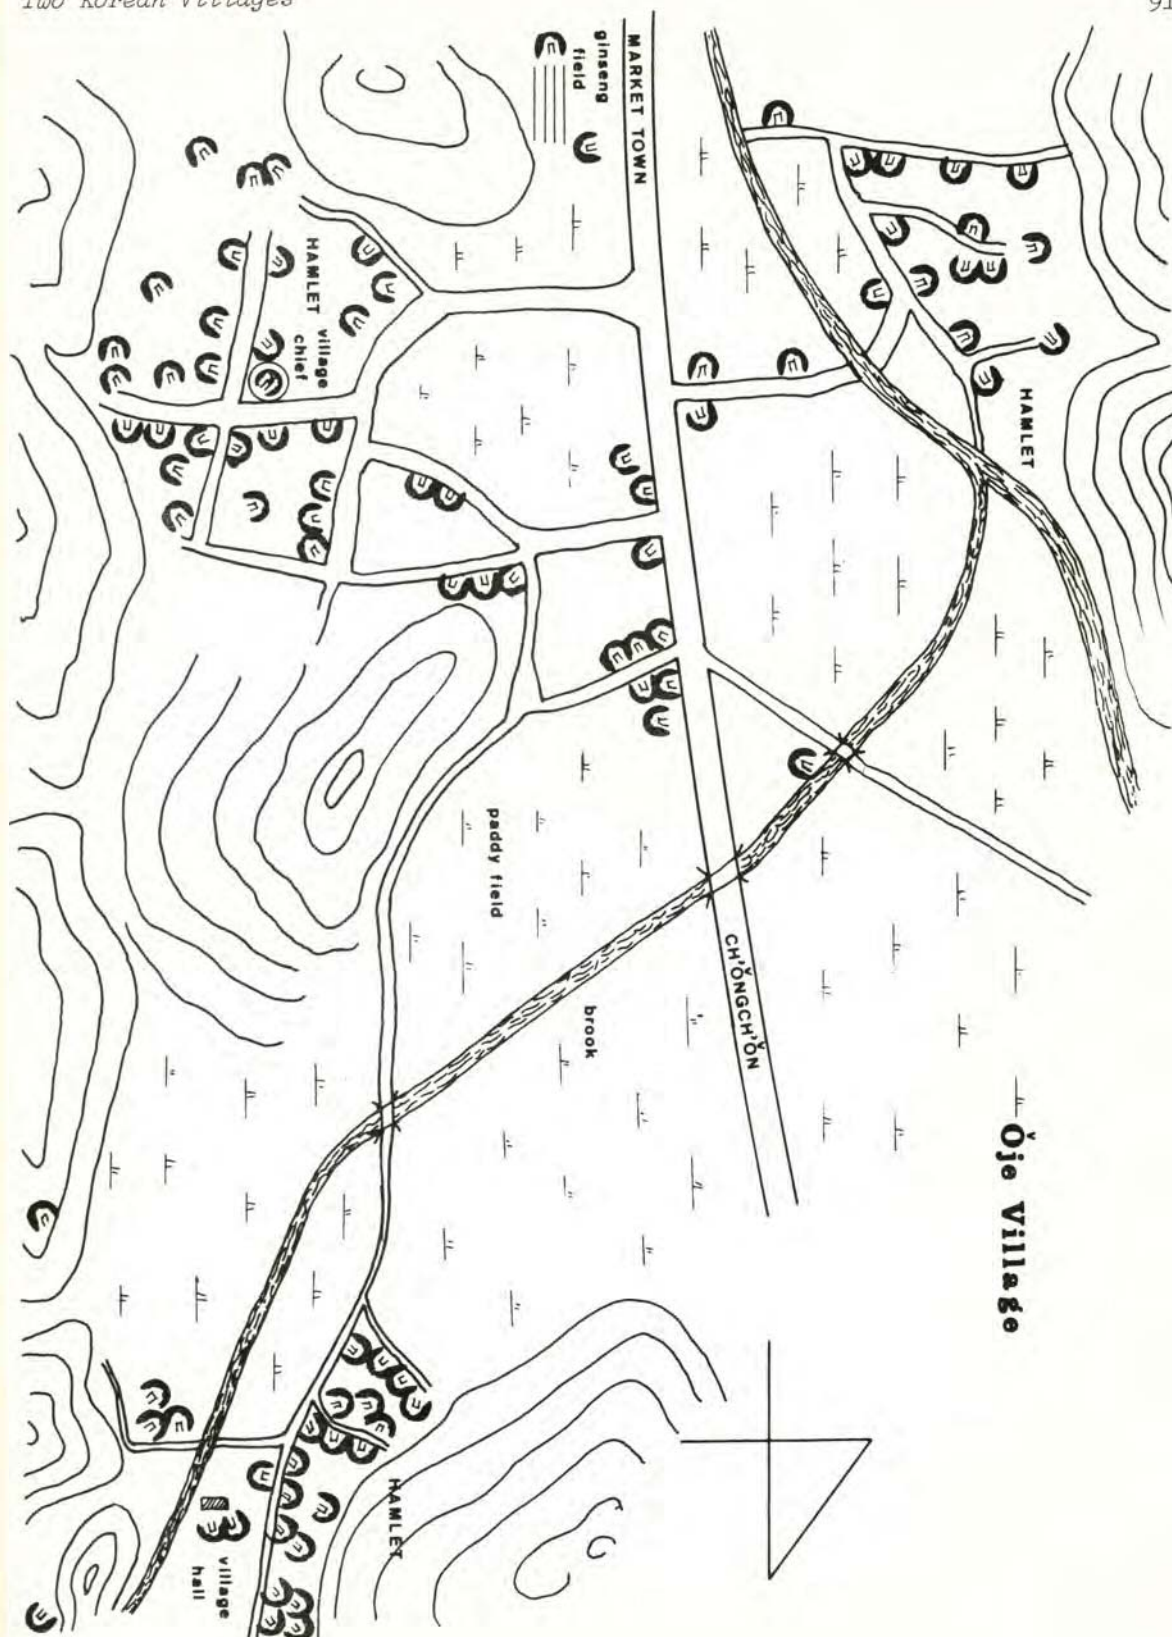 Two Korean Villages
91
MARKET TOWN
ginseng
field
HAMLET
village
chief
HAMLET
paddy field
brook
CH'ŎNGCH'ŎN
Ŏje Village
HAMLET
village
hall